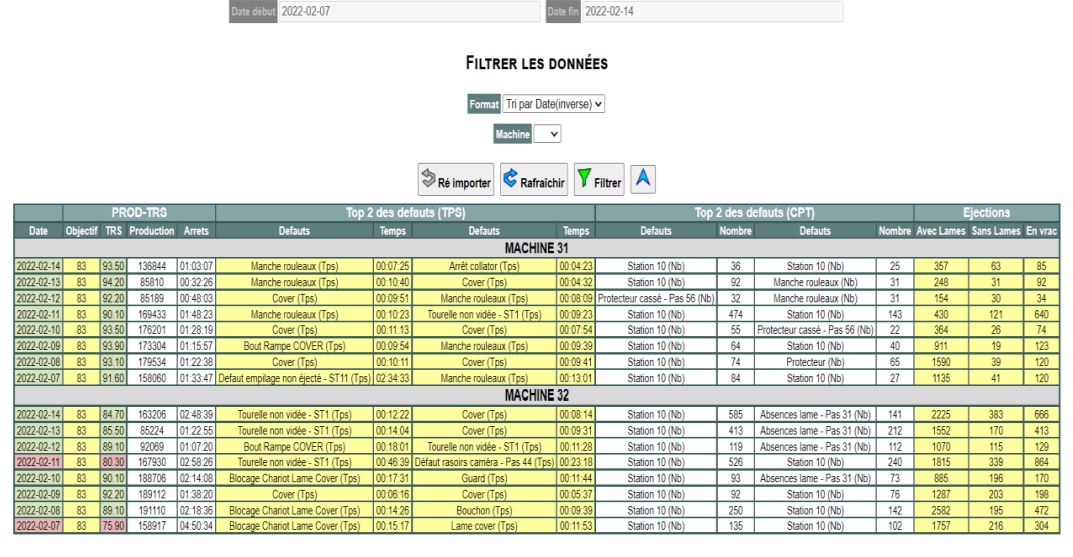 Date début 2022-02-07 Date fin 2022-02-14
FILTRER LES DONNÉES
Format Tri par Date(inverse)
Machine
Ré importer Rafraîchir Filtrer
PROD-TRS Top 2 des defauts (TPS) Top 2 des defauts (CPT) Ejections
Date Objectif TRS Production Arrets Defauts Temps Defauts Temps Defauts Nombre Defauts Nombre Avec Lames Sans Lames En vrac
MACHINE 31
2022-02-14 83 93.50 136844 01:03:07 Manche rouleaux (Tps) 00:07:25 Arrêt collator (Tps) 00:04:23 Station 10 (Nb) 36 Station 10 (Nb) 25 357 63 85
2022-02-13 83 94.20 85810 00:32:26 Manche rouleaux (Tps) 00:10:40 Cover (Tps) 00:04:32 Station 10 (Nb) 92 Manche rouleaux (Nb) 31 248 31 92
2022-02-12 83 92.20 85189 00:48:03 Cover (Tps) 00:09:51 Manche rouleaux (Tps) 00:08:09 Protecteur cassé - Pas 56 (Nb) 32 Manche rouleaux (Nb) 31 154 30 34
2022-02-11 83 90.10 169433 01:48:23 Manche rouleaux (Tps) 00:10:23 Tourelle non vidée - ST1 (Tps) 00:09:23 Station 10 (Nb) 474 Station 10 (Nb) 143 430 121 640
2022-02-10 83 93.50 176201 01:28:19 Cover (Tps) 00:11:13 Cover (Tps) 00:07:54 Station 10 (Nb) 55 Protecteur cassé - Pas 56 (Nb) 22 364 26 74
2022-02-09 83 93.90 173304 01:15:57 Bout Rampe COVER (Tps) 00:09:54 Manche rouleaux (Tps) 00:09:39 Station 10 (Nb) 64 Station 10 (Nb) 40 911 19 123
2022-02-08 83 93.10 179534 01:22:38 Cover (Tps) 00:10:11 Cover (Tps) 00:09:41 Station 10 (Nb) 74 Protecteur (Nb) 65 1590 39 120
2022-02-07 83 91.60 158060 01:33:47 Defaut empilage non éjecté - ST11 (Tps) 02:34:33 Manche rouleaux (Tps) 00:13:01 Station 10 (Nb) 84 Station 10 (Nb) 27 1135 41 120
MACHINE 32
2022-02-14 83 84.70 163206 02:48:39 Tourelle non vidée - ST1 (Tps) 00:12:22 Cover (Tps) 00:08:14 Station 10 (Nb) 585 Absences lame - Pas 31 (Nb) 141 2225 383 666
2022-02-13 83 85.50 85224 01:22:55 Tourelle non vidée - ST1 (Tps) 00:14:04 Cover (Tps) 00:09:31 Station 10 (Nb) 413 Absences lame - Pas 31 (Nb) 212 1552 170 413
2022-02-12 83 89.10 92069 01:07:20 Bout Rampe COVER (Tps) 00:18:01 Tourelle non vidée - ST1 (Tps) 00:11:28 Station 10 (Nb) 119 Absences lame - Pas 31 (Nb) 112 1070 115 129
2022-02-11 83 80.30 167930 02:58:26 Tourelle non vidée - ST1 (Tps) 00:46:39 Défaut rasoirs caméra - Pas 44 (Tps) 00:23:18 Station 10 (Nb) 526 Station 10 (Nb) 240 1815 339 864
2022-02-10 83 90.10 188706 02:14:08 Blocage Chariot Lame Cover (Tps) 00:17:31 Guard (Tps) 00:11:44 Station 10 (Nb) 93 Absences lame - Pas 31 (Nb) 73 885 196 170
2022-02-09 83 92.20 189112 01:38:20 Cover (Tps) 00:06:16 Cover (Tps) 00:05:37 Station 10 (Nb) 92 Station 10 (Nb) 76 1287 203 198
2022-02-08 83 89.10 191110 02:18:36 Blocage Chariot Lame Cover (Tps) 00:14:26 Bouchon (Tps) 00:09:39 Station 10 (Nb) 250 Station 10 (Nb) 142 2582 195 472
2022-02-07 83 75.90 158917 04:50:34 Blocage Chariot Lame Cover (Tps) 00:15:17 Lame cover (Tps) 00:11:53 Station 10 (Nb) 135 Station 10 (Nb) 102 1757 216 304